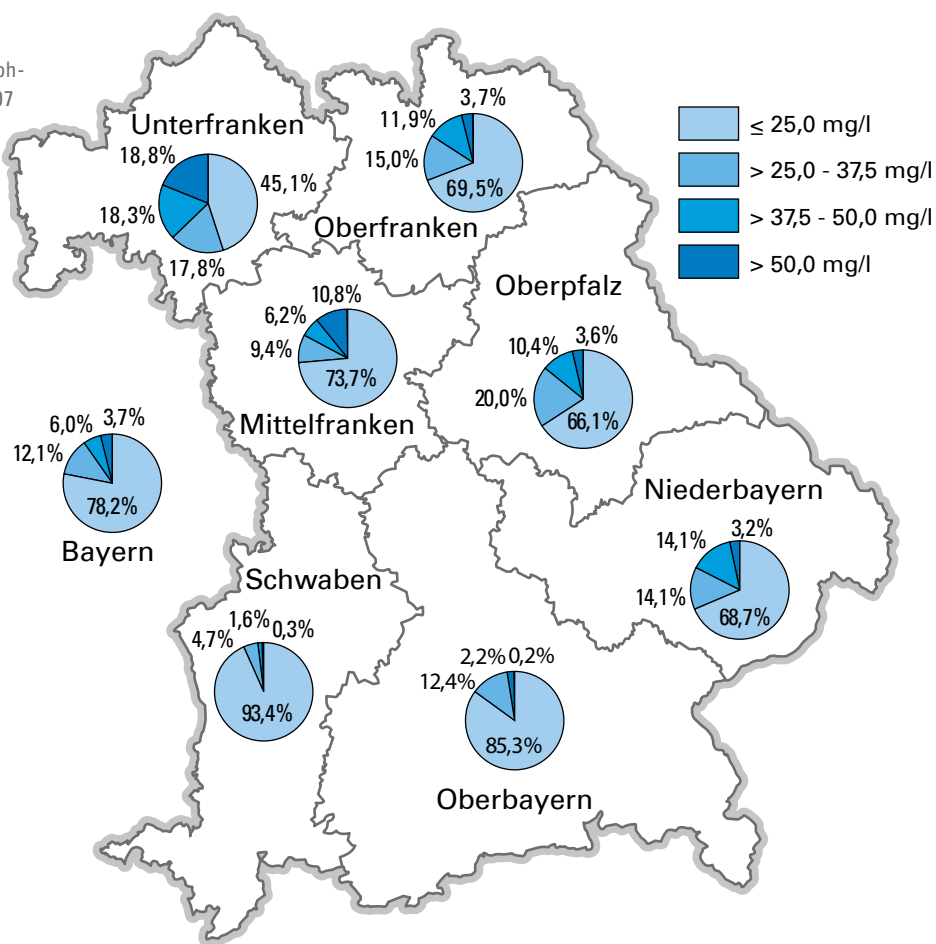 oh-
07
Unterfranken
18,8%
45,1%
18,3%
17,8%
3,7%
11,9%
15,0%
69,5%
Oberfranken
≤ 25,0 mg/l
> 25,0 - 37,5 mg/l
> 37,5 - 50,0 mg/l
> 50,0 mg/l
10,8%
6,2%
9,4%
73,7%
Mittelfranken
Oberpfalz
3,6%
10,4%
20,0%
66,1%
6,0% 3,7%
12,1%
78,2%
Bayern
Niederbayern
3,2%
14,1%
14,1%
68,7%
Schwaben
1,6%
4,7% 0,3%
93,4%
2,2% 0,2%
12,4%
85,3%
Oberbayern